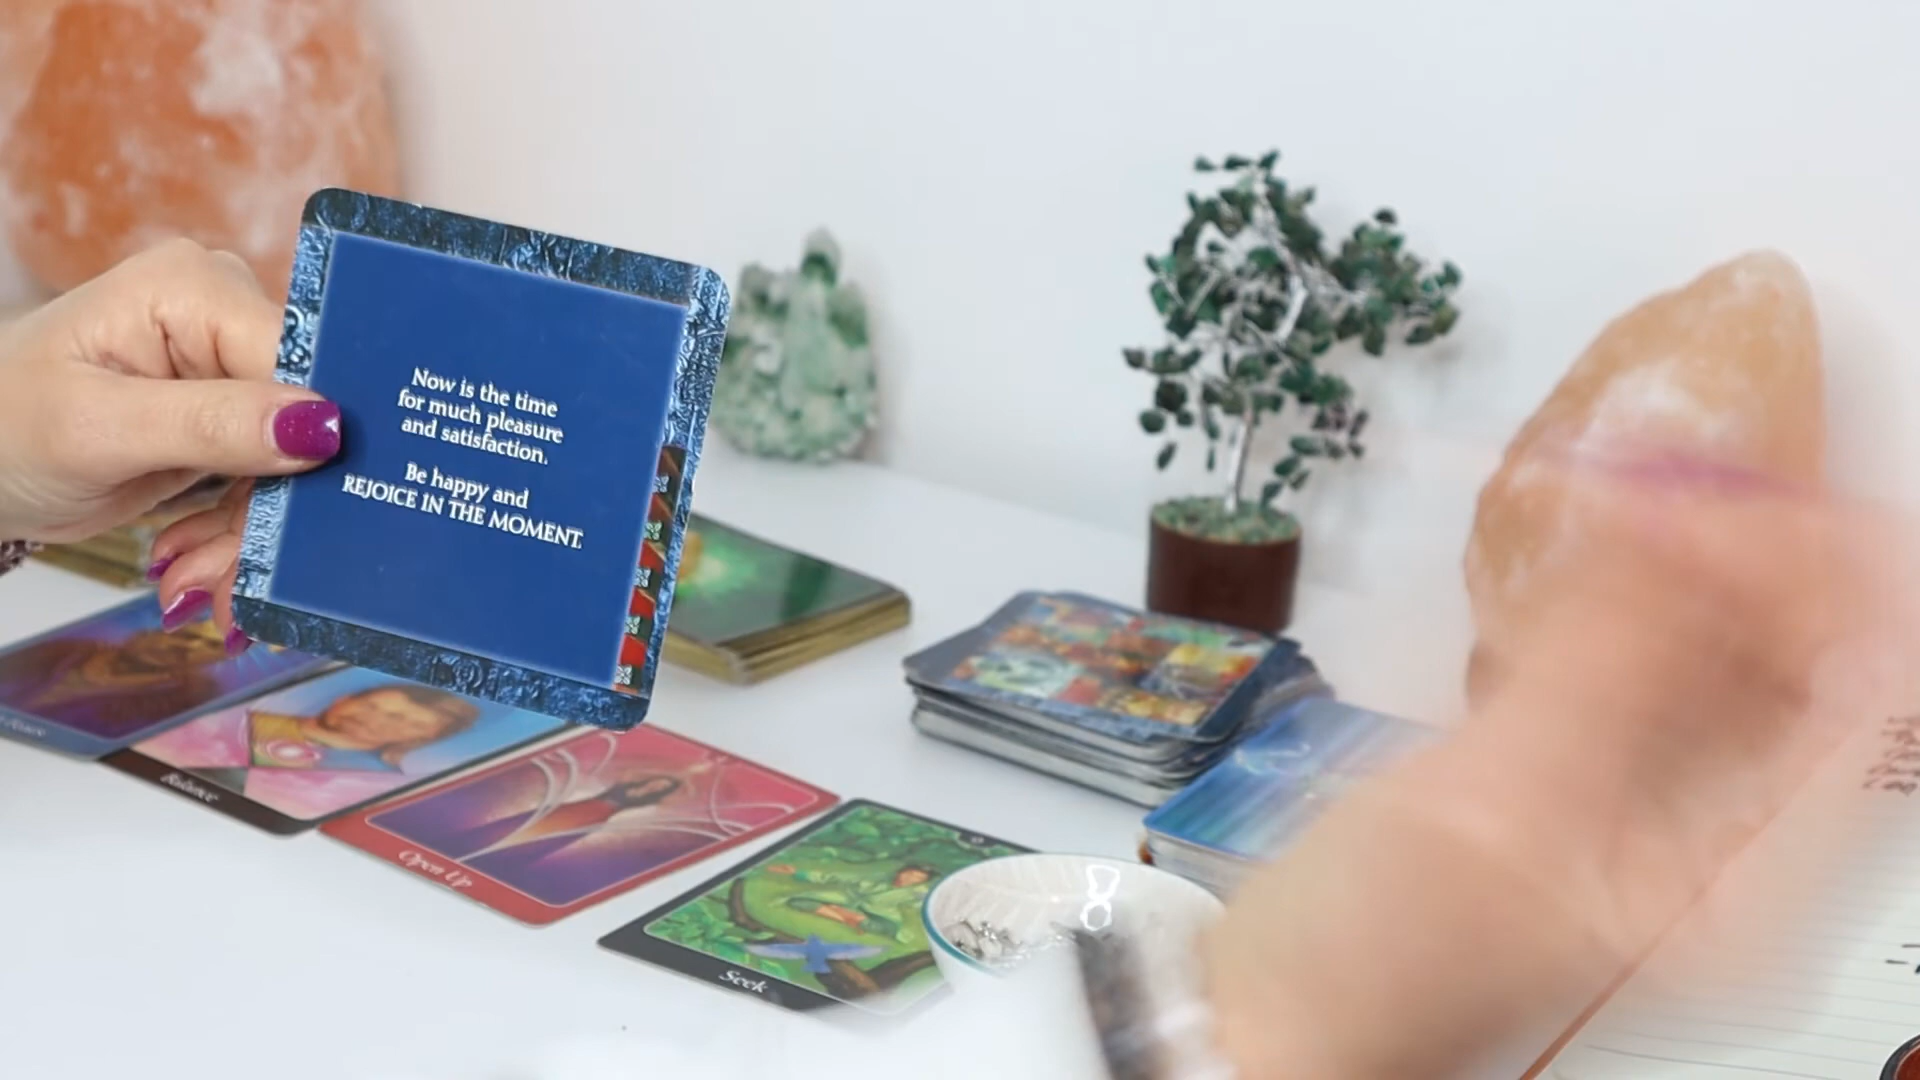 Now is the time
for much pleasure
and satisfaction.
Be happy and
REJOICE IN THE MOMENT.
Balance
Open Up
Seek